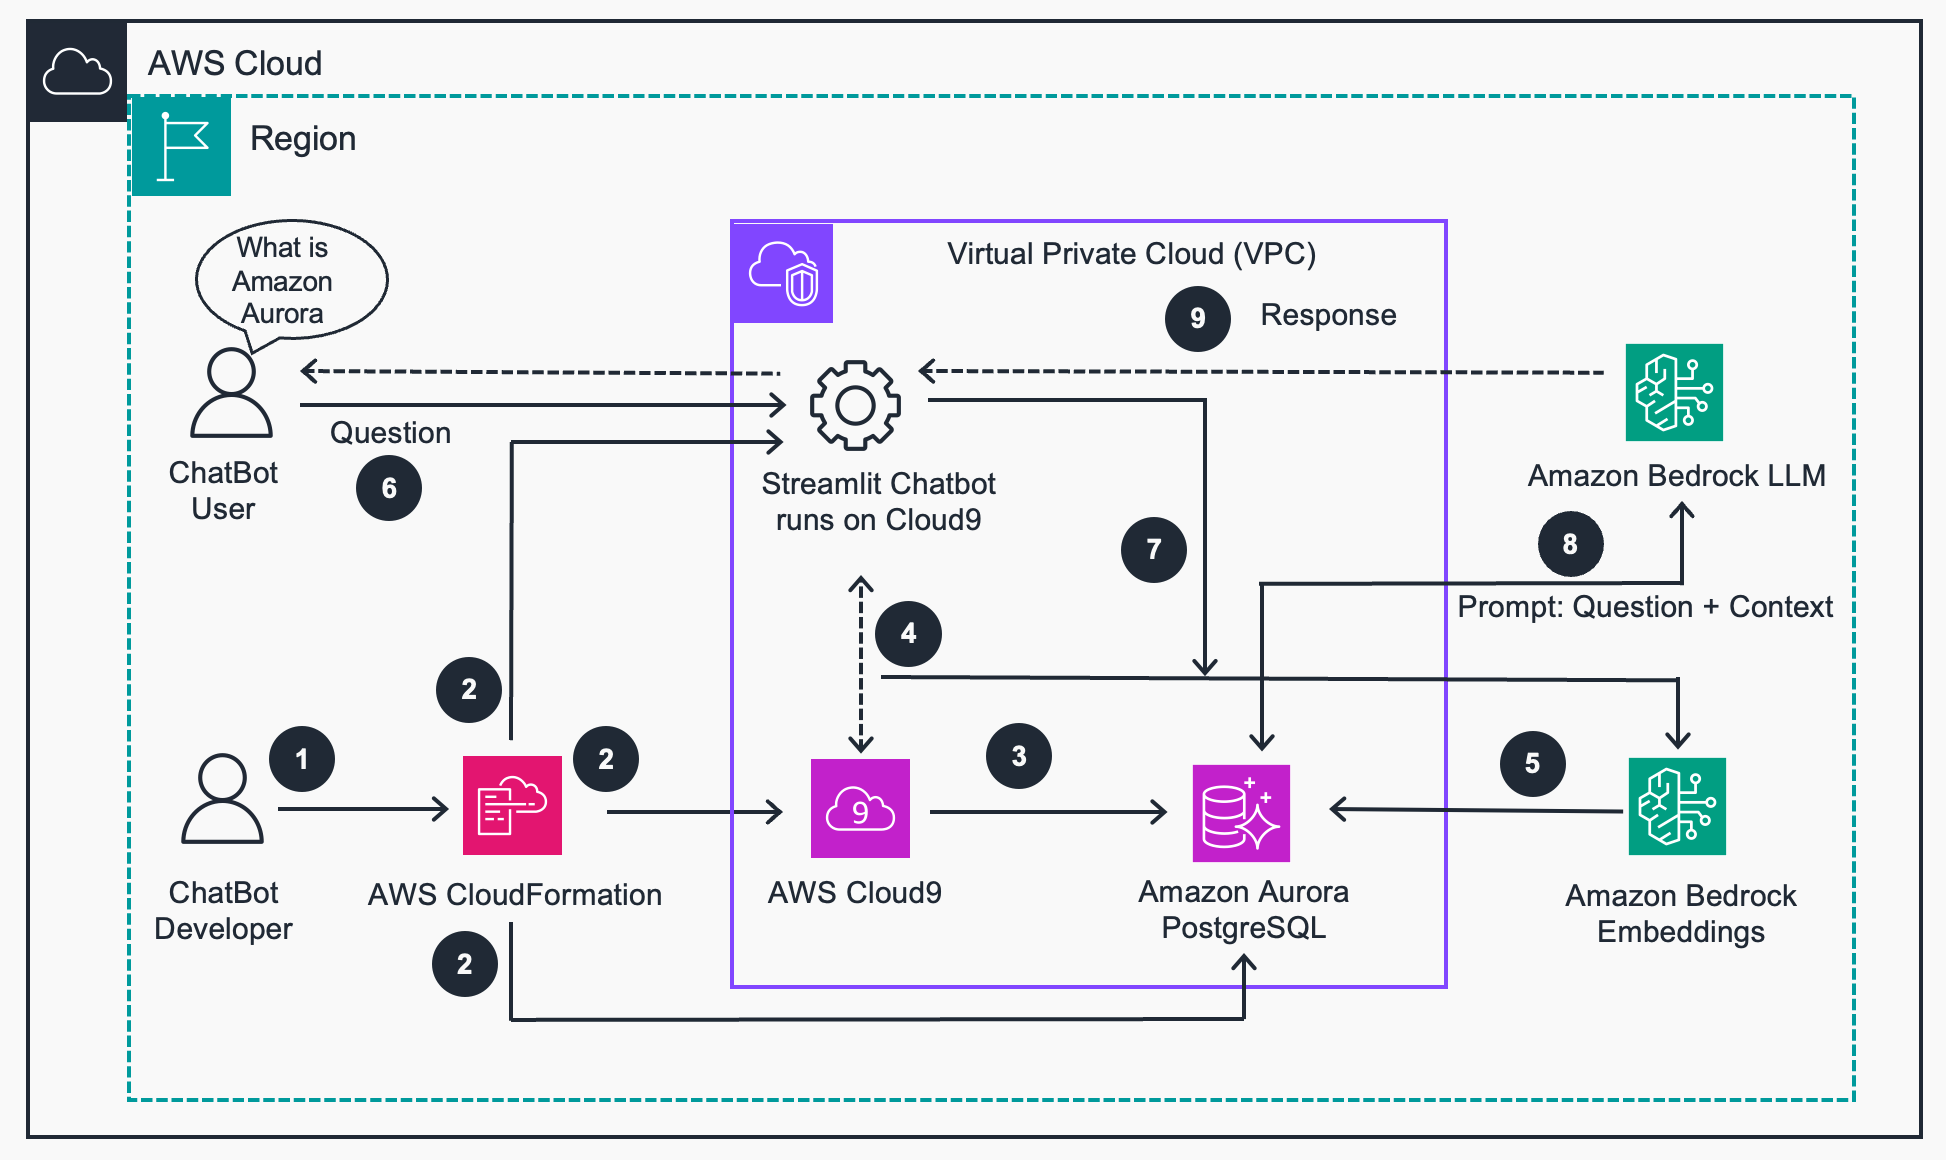 AWS Cloud
Region
What is
Amazon
Aurora
Virtual Private Cloud (VPC)
9
Response
Question
6
ChatBot
User
Streamlit Chatbot
runs on Cloud9
Amazon Bedrock LLM
7
8
Prompt: Question + Context
4
2
1
2
3
5
9
ChatBot
Developer
AWS CloudFormation
AWS Cloud9
Amazon Aurora
PostgreSQL
Amazon Bedrock
Embeddings
2